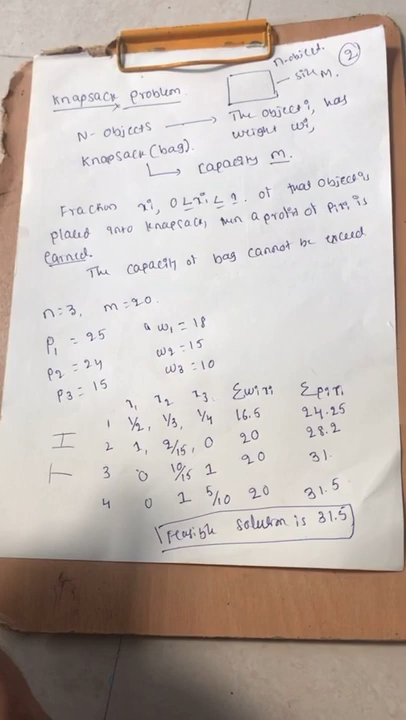 2
n-object.
size M.
Knapsack problem
N- Objects → The Object i, has weight wi,
Knapsack (bag).
↳ capacity m.
Fraction xi, 0 ≤ xi ≤ 1. of that Object is
placed into knapsack, then a profit of pixi is
earned.
The capacity of bag cannot be exceed
n=3, m=20.
P1 = 25 w1 = 18
P2 = 24 w2 = 15
P3 = 15 w3 = 10
x1 x2 x3 Σwixi Σpixi
1 1/2, 1/3, 1/4 16.5 24.25
2 1, 2/15, 0 20 28.2
3 0 10/15 1 20 31
4 0 1 5/10 20 31.5
Feasible solution is 31.5